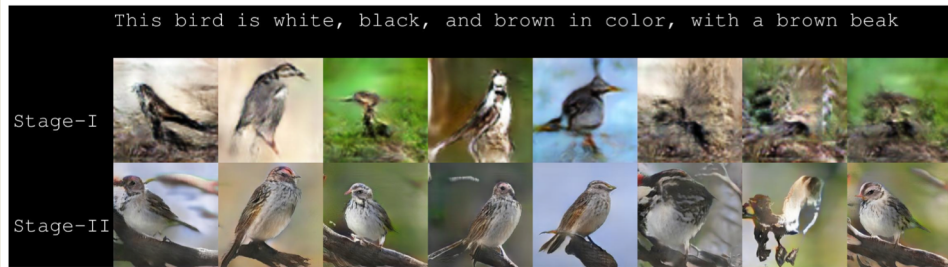 This bird is white, black, and brown in color, with a brown beak
Stage-I
Stage-II